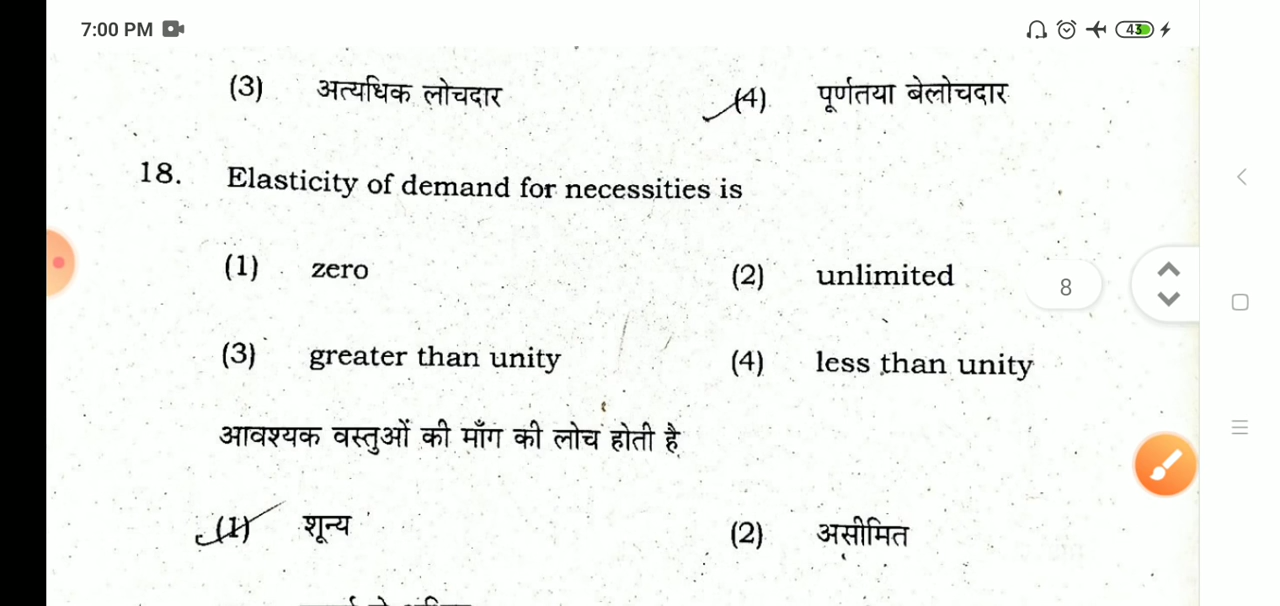 7:00 PM 43
(3) अत्यधिक लोचदार (4) पूर्णतया बेलोचदार
18. Elasticity of demand for necessities is
(1) zero (2) unlimited
8
(3) greater than unity (4) less than unity
आवश्यक वस्तुओं की माँग की लोच होती है
(1) शून्य (2) असीमित